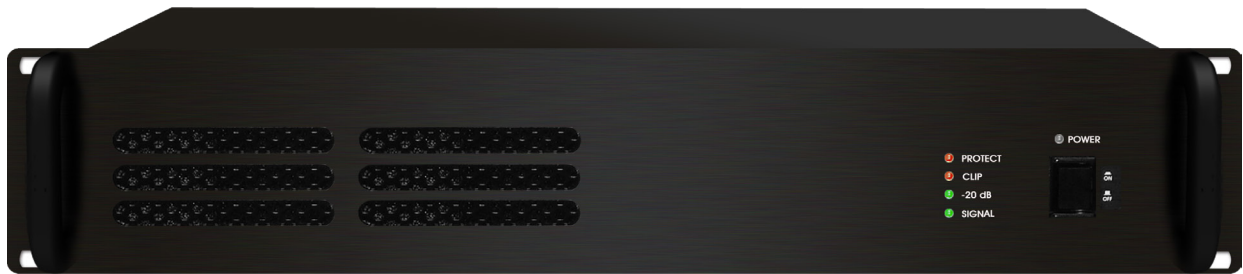 POWER
PROTECT
CLIP
-20 dB
SIGNAL
ON
OFF